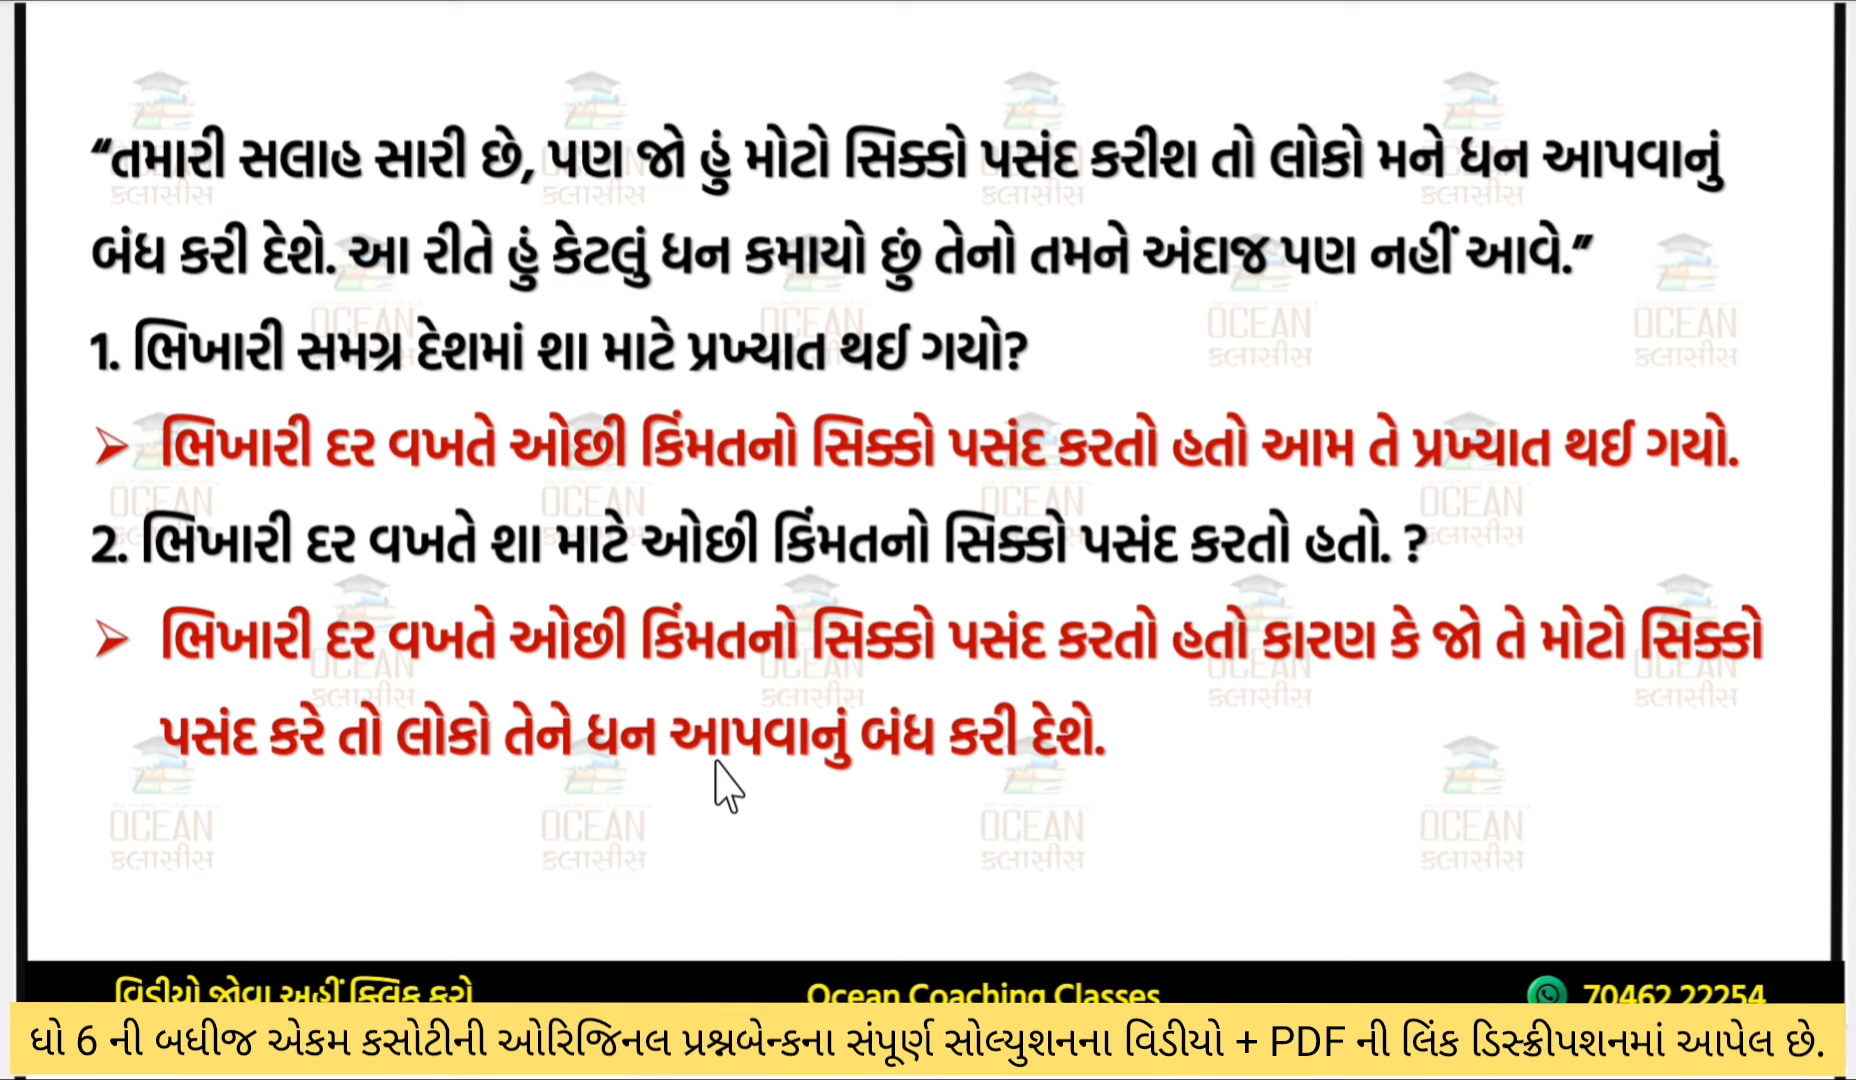 “તમારી સલાહ સારી છે, પણ જો હું મોટો સિક્કો પસંદ કરીશ તો લોકો મને ધન આપવાનું
બંધ કરી દેશે. આ રીતે હું કેટલું ધન કમાયો છું તેનો તમને અંદાજ પણ નહીં આવે.”
1. ભિખારી સમગ્ર દેશમાં શા માટે પ્રખ્યાત થઈ ગયો?
➢ ભિખારી દર વખતે ઓછી કિંમતનો સિક્કો પસંદ કરતો હતો આમ તે પ્રખ્યાત થઈ ગયો.
2. ભિખારી દર વખતે શા માટે ઓછી કિંમતનો સિક્કો પસંદ કરતો હતો. ?
➢ ભિખારી દર વખતે ઓછી કિંમતનો સિક્કો પસંદ કરતો હતો કારણ કે જો તે મોટો સિક્કો
પસંદ કરે તો લોકો તેને ધન આપવાનું બંધ કરી દેશે.
OCEAN
ક્લાસીસ
વિડીયો જોવા અહીં ક્લિક કરો Ocean Coaching Classes 70462 22254
ધો 6 ની બધીજ એકમ કસોટીની ઓરિજિનલ પ્રશ્નબેન્કના સંપૂર્ણ સોલ્યુશનના વિડીયો + PDF ની લિંક ડિસ્ક્રીપશનમાં આપેલ છે.